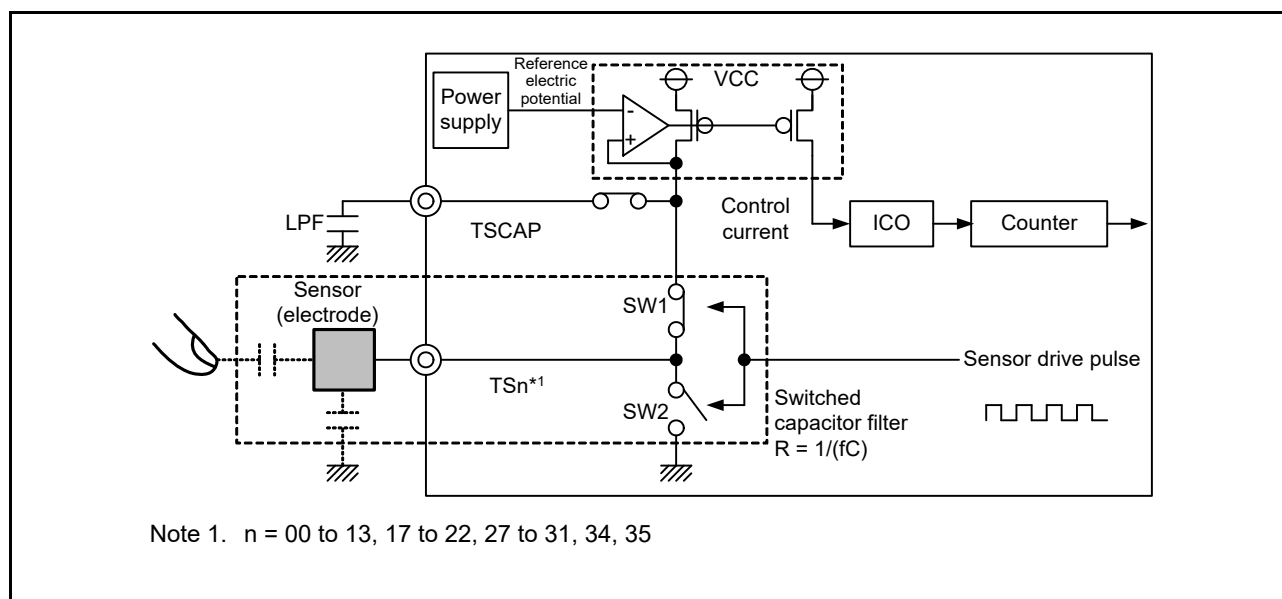 Reference
electric
potential
VCC
Power
supply
-
+
LPF
TSCAP
Control
current
ICO
Counter
Sensor
(electrode)
SW1
Sensor drive pulse
TSn*1
SW2
Switched
capacitor filter
R = 1/(fC)
Note 1. n = 00 to 13, 17 to 22, 27 to 31, 34, 35